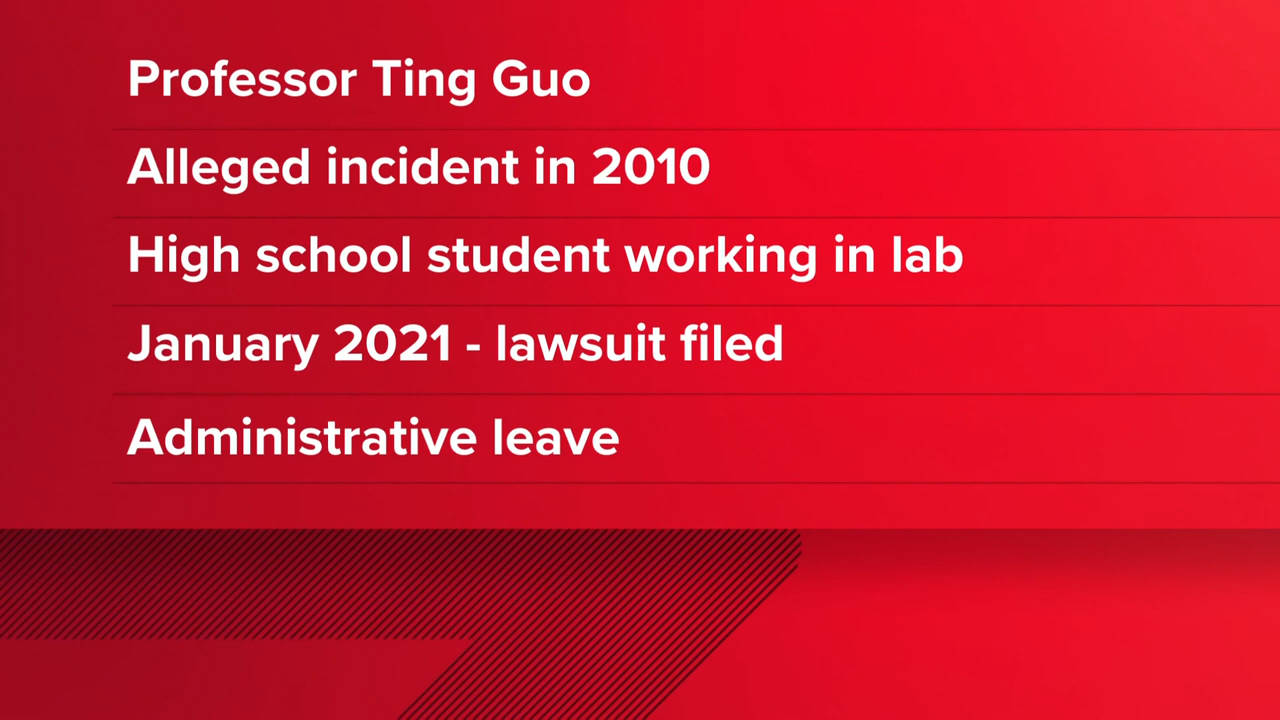 Professor Ting Guo
Alleged incident in 2010
High school student working in lab
January 2021 - lawsuit filed
Administrative leave